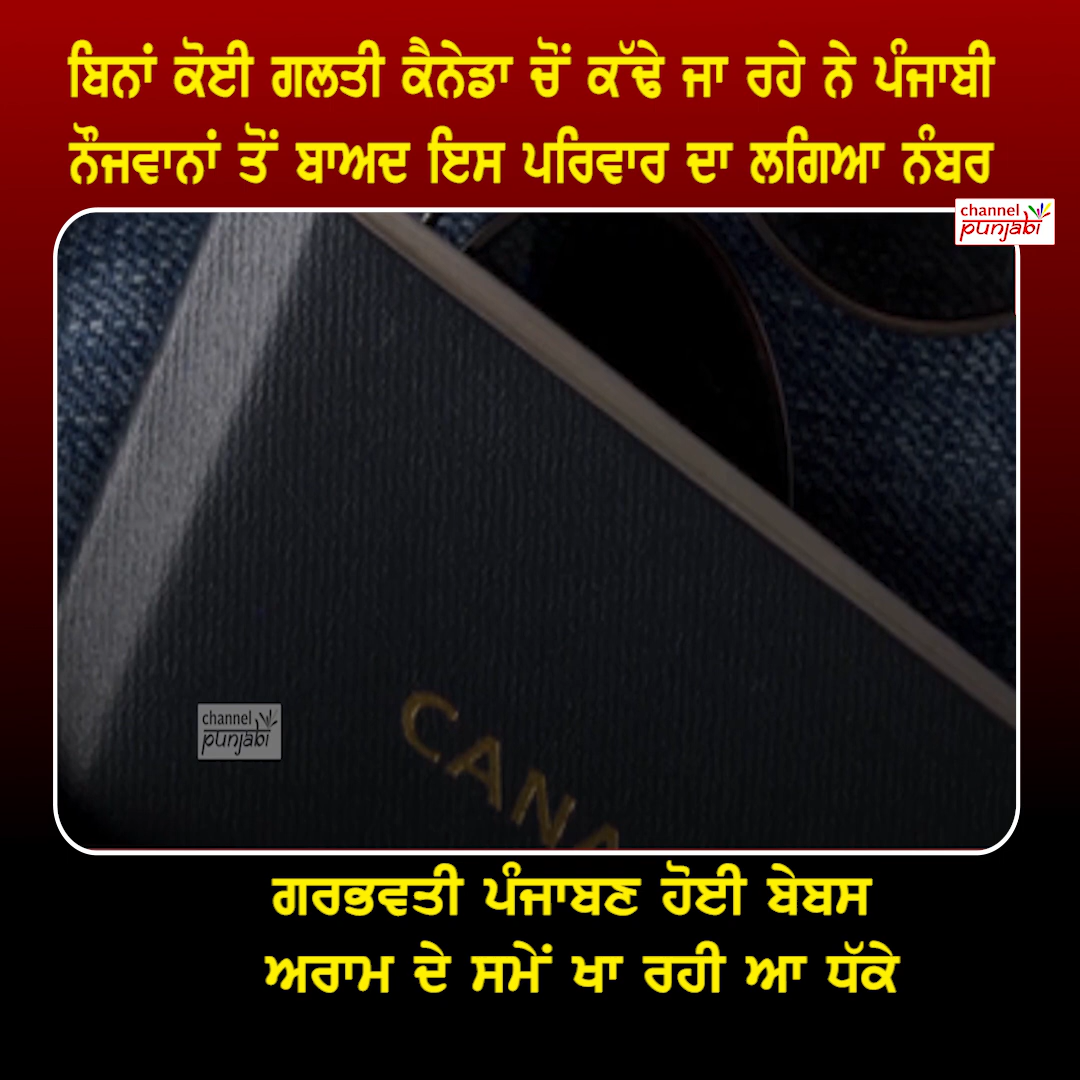 ਬਿਨਾਂ ਕੋਈ ਗਲਤੀ ਕੈਨੇਡਾ ਚੋਂ ਕੱਢੇ ਜਾ ਰਹੇ ਨੇ ਪੰਜਾਬੀ
ਨੌਜਵਾਨਾਂ ਤੋਂ ਬਾਅਦ ਇਸ ਪਰਿਵਾਰ ਦਾ ਲਗਿਆ ਨੰਬਰ
channel
punjabi
channel
punjabi
CANA
ਗਰਭਵਤੀ ਪੰਜਾਬਣ ਹੋਈ ਬੇਬਸ
ਅਰਾਮ ਦੇ ਸਮੇਂ ਖਾ ਰਹੀ ਆ ਧੱਕੇ